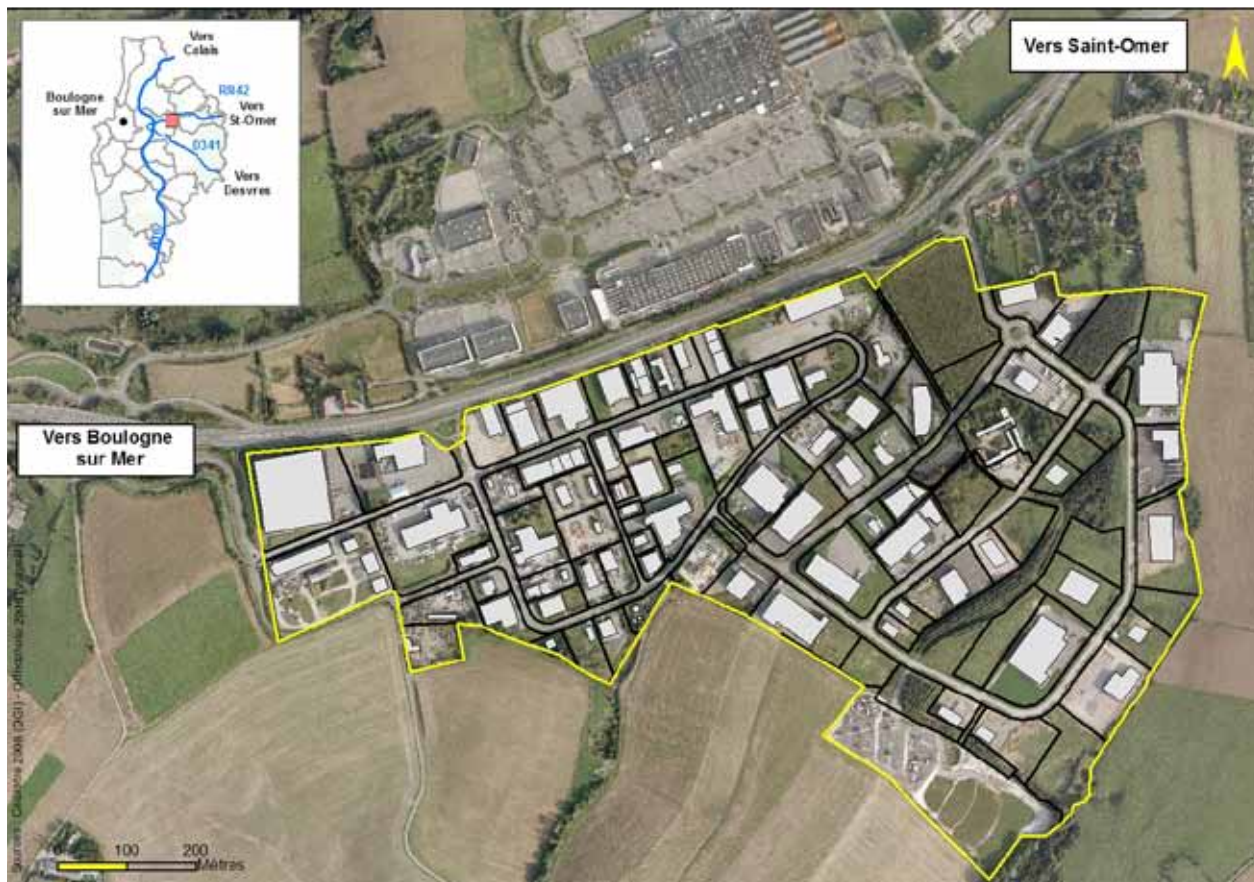 Vers
Calais
Boulogne
sur Mer
RN42
Vers
St-Omer
D341
Vers
Desvres
Vers Saint-Omer
N
Vers Boulogne
sur Mer
0 100 200
Mètres